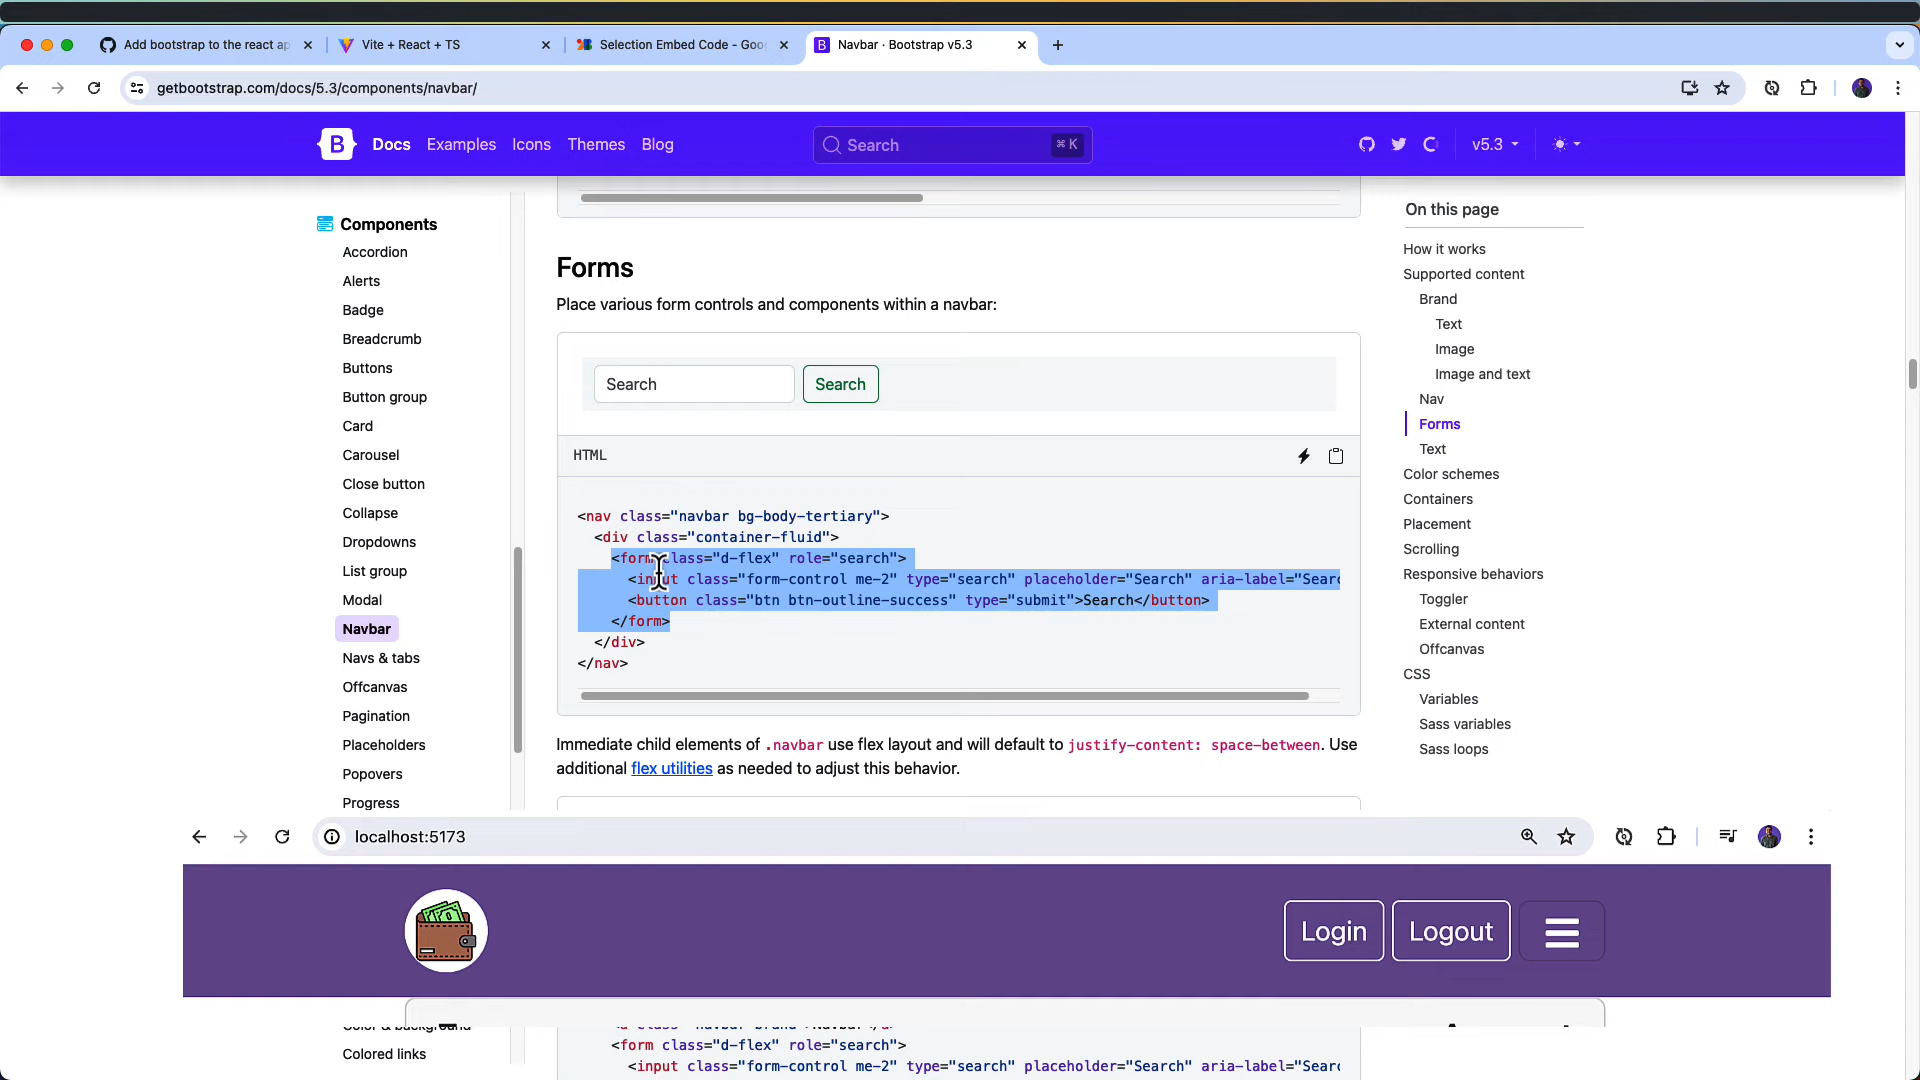 Add bootstrap to the react ap
Vite + React + TS
Selection Embed Code - Goo
Navbar · Bootstrap v5.3
getbootstrap.com/docs/5.3/components/navbar/
B
Docs
Examples
Icons
Themes
Blog
Search
⌘ K
v5.3
Components
Accordion
Alerts
Badge
Breadcrumb
Buttons
Button group
Card
Carousel
Close button
Collapse
Dropdowns
List group
Modal
Navbar
Navs & tabs
Offcanvas
Pagination
Placeholders
Popovers
Progress
Forms
Place various form controls and components within a navbar:
Search
Search
HTML
<nav class="navbar bg-body-tertiary">
<div class="container-fluid">
<form class="d-flex" role="search">
<input class="form-control me-2" type="search" placeholder="Search" aria-label="Searc
<button class="btn btn-outline-success" type="submit">Search</button>
</form>
</div>
</nav>
Immediate child elements of .navbar use flex layout and will default to justify-content: space-between. Use
additional flex utilities as needed to adjust this behavior.
On this page
How it works
Supported content
Brand
Text
Image
Image and text
Nav
Forms
Text
Color schemes
Containers
Placement
Scrolling
Responsive behaviors
Toggler
External content
Offcanvas
CSS
Variables
Sass variables
Sass loops
localhost:5173
Login
Logout
Colored links
<form class="d-flex" role="search">
<input class="form-control me-2" type="search" placeholder="Search" aria-label="Searc